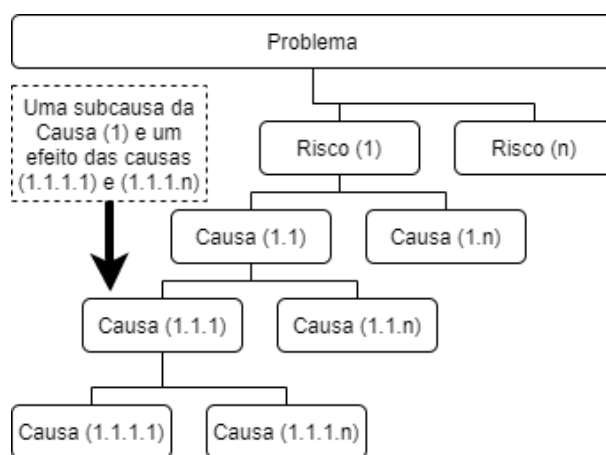 Problema
Uma subcausa da
Causa (1) e um
efeito das causas
(1.1.1.1) e (1.1.1.n)
Risco (1)
Risco (n)
Causa (1.1)
Causa (1.n)
Causa (1.1.1)
Causa (1.1.n)
Causa (1.1.1.1)
Causa (1.1.1.n)